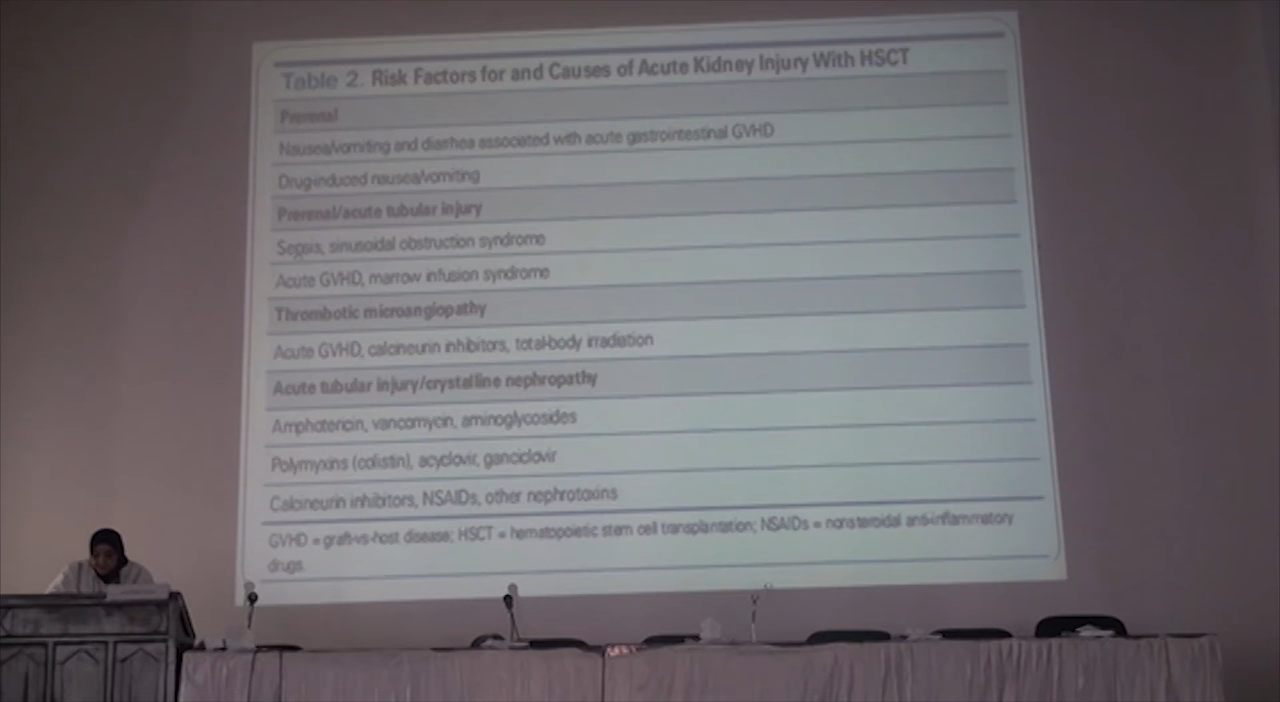 Table 2. Risk Factors for and Causes of Acute Kidney Injury With HSCT
Prerenal
Nausea/vomiting and diarrhea associated with acute gastrointestinal GVHD
Drug-induced nausea/vomiting
Prerenal/acute tubular injury
Sepsis, sinusoidal obstruction syndrome
Acute GVHD, marrow infusion syndrome
Thrombotic microangiopathy
Acute GVHD, calcineurin inhibitors, total-body irradiation
Acute tubular injury/crystalline nephropathy
Amphotericin, vancomycin, aminoglycosides
Polymyxins (colistin), acyclovir, ganciclovir
Calcineurin inhibitors, NSAIDs, other nephrotoxins
GVHD = graft-vs-host disease; HSCT = hematopoietic stem cell transplantation; NSAIDs = nonsteroidal anti-inflammatory
drugs.